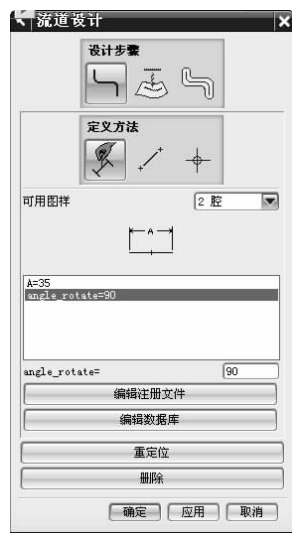 流道设计
设计步骤
定义方法
可用图样
2 腔
A
A=35
angle_rotate=90
angle_rotate=
90
编辑注册文件
编辑数据库
重定位
删除
确定 应用 取消